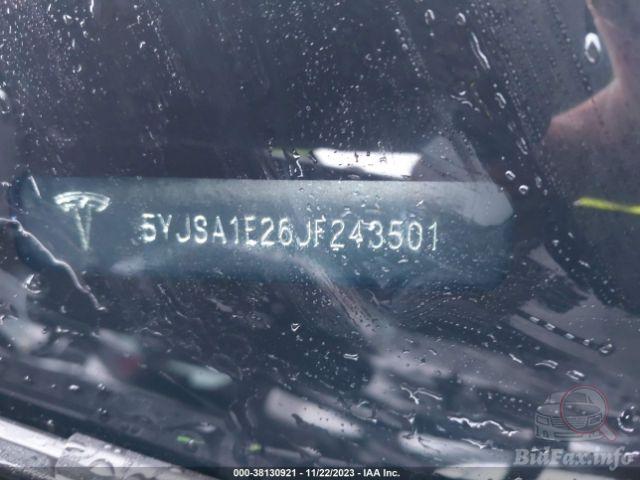 5YJSA1E26JF243501
000-38130921 - 11/22/2023 - IAA Inc.
BidFax.info